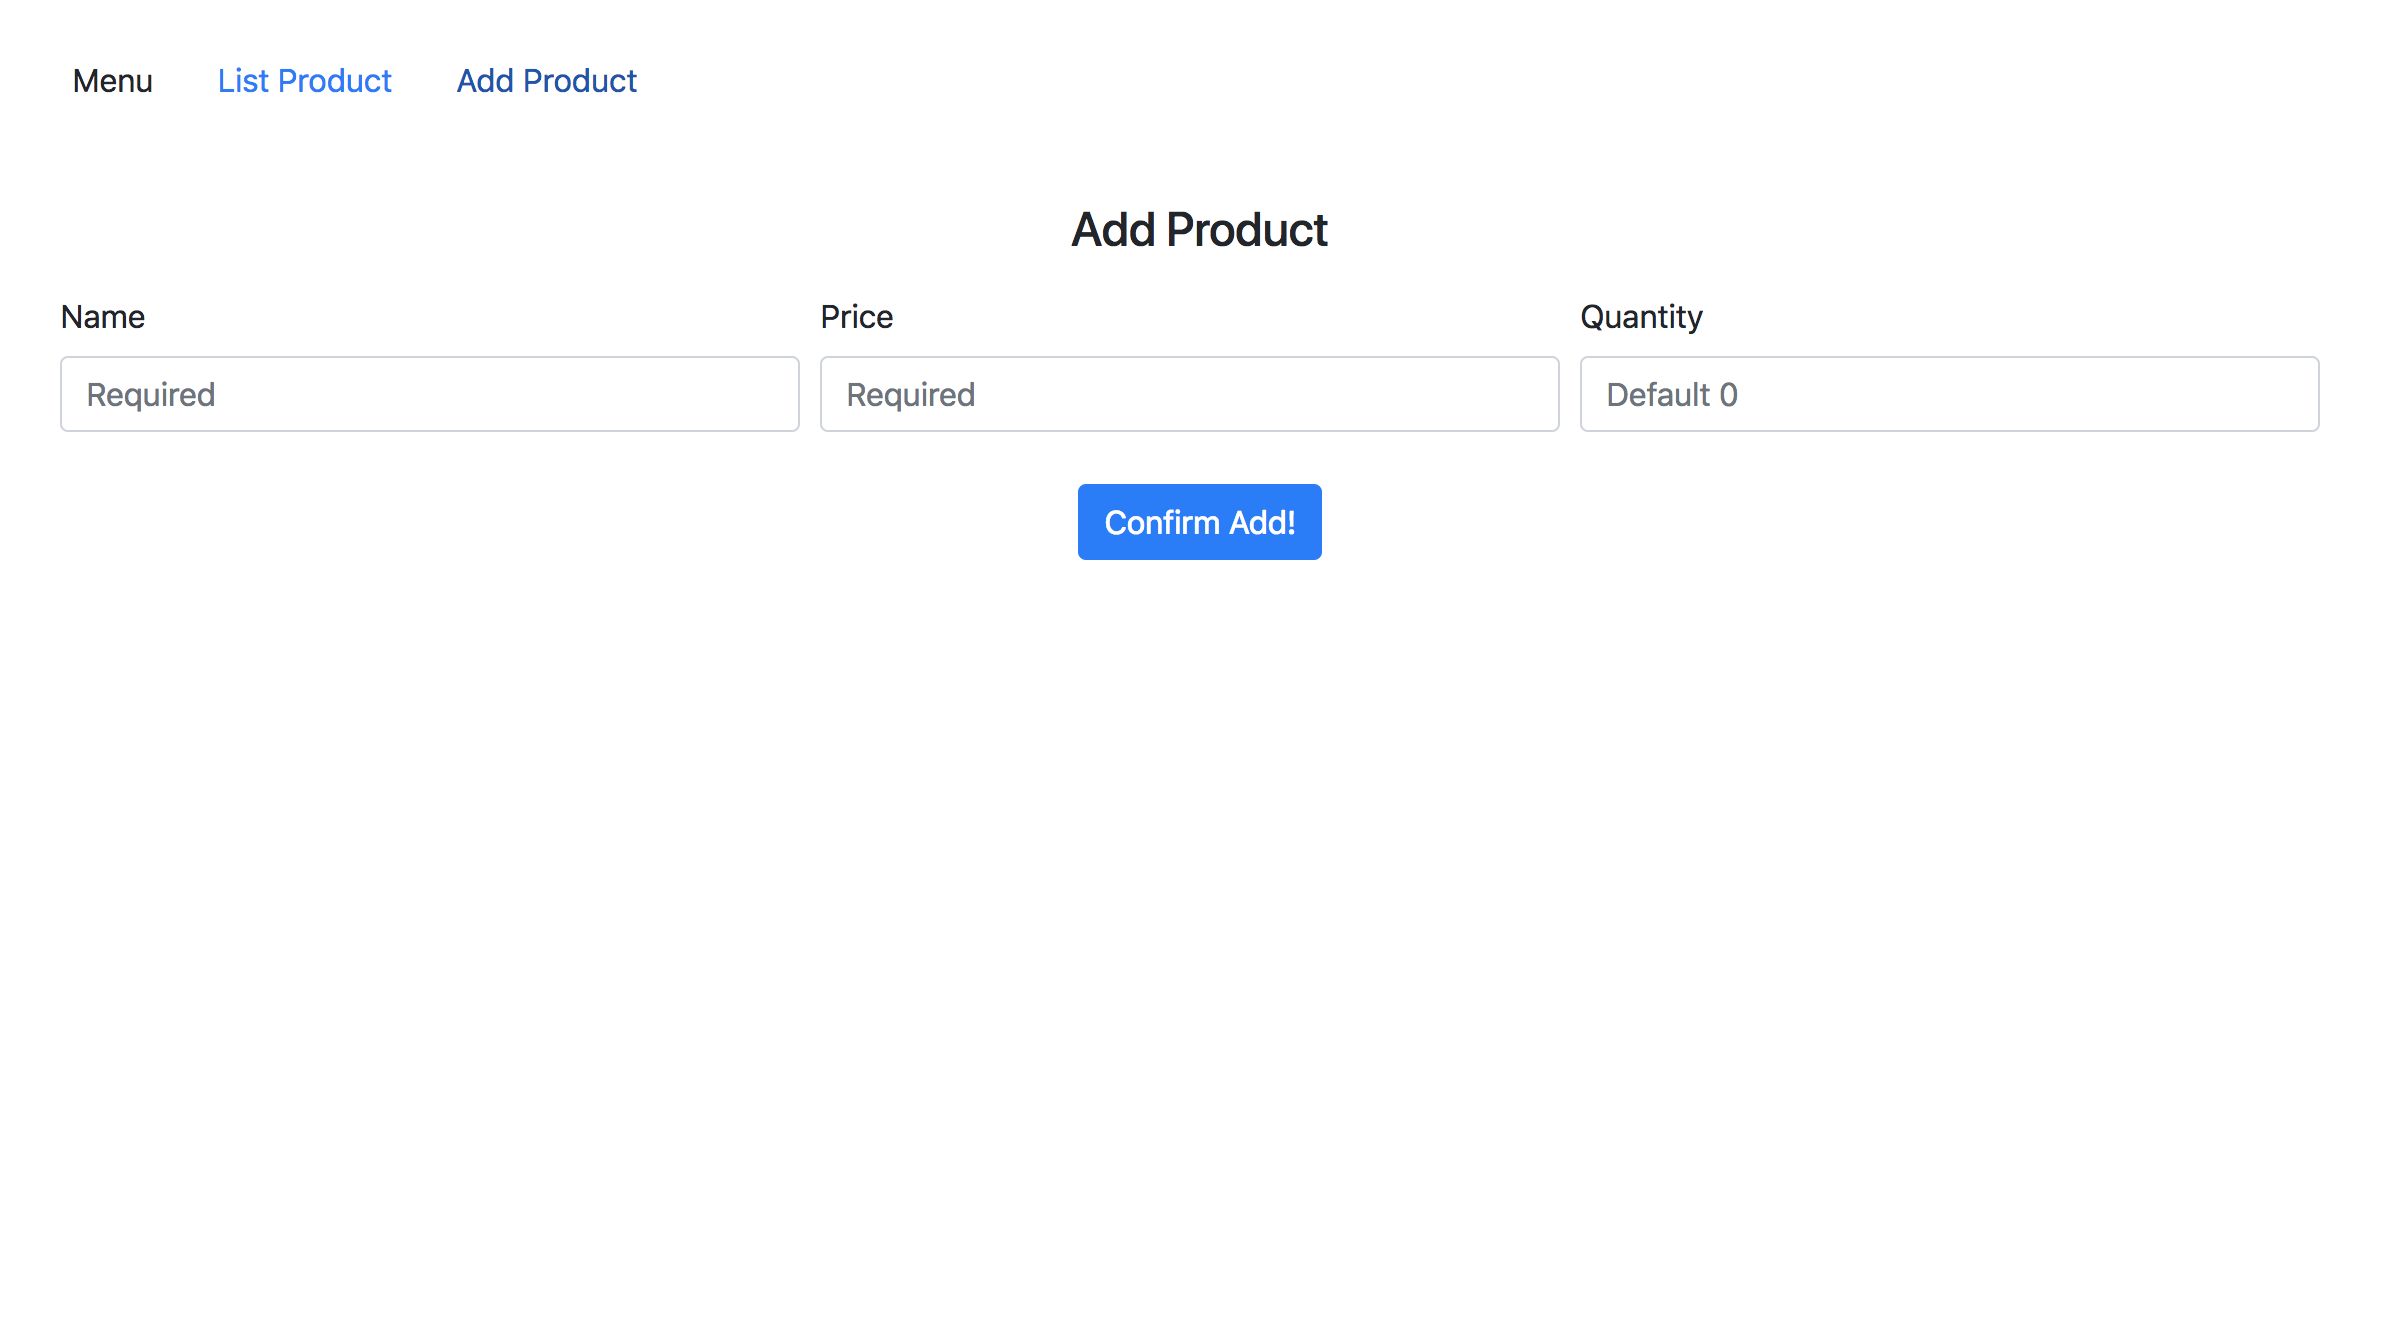 Menu List Product Add Product
Add Product
Name Price Quantity
Required Required Default 0
Confirm Add!